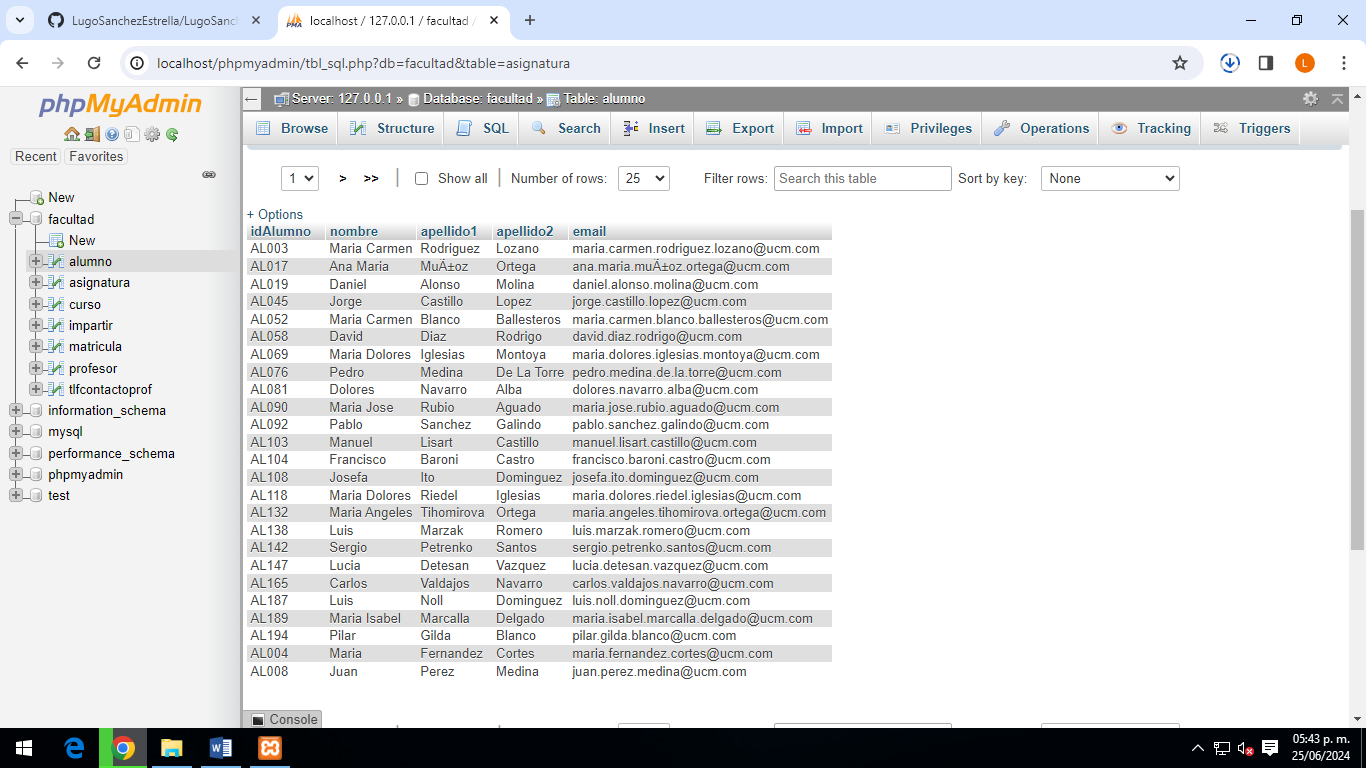 LugoSanchezEstrella/LugoSanc
localhost / 127.0.0.1 / facultad /
localhost/phpmyadmin/tbl_sql.php?db=facultad&table=asignatura
L
phpMyAdmin
Recent Favorites
New
facultad
New
alumno
asignatura
curso
impartir
matricula
profesor
tlfcontactoprof
information_schema
mysql
performance_schema
phpmyadmin
test
Server: 127.0.0.1 » Database: facultad » Table: alumno
Browse Structure SQL Search Insert Export Import Privileges Operations Tracking Triggers
1 > >> | Show all | Number of rows: 25 Filter rows: Search this table Sort by key: None
+ Options
idAlumno nombre apellido1 apellido2 email
AL003 Maria Carmen Rodriguez Lozano maria.carmen.rodriguez.lozano@ucm.com
AL017 Ana Maria MuÄ±oz Ortega ana.maria.muÄ±oz.ortega@ucm.com
AL019 Daniel Alonso Molina daniel.alonso.molina@ucm.com
AL045 Jorge Castillo Lopez jorge.castillo.lopez@ucm.com
AL052 Maria Carmen Blanco Ballesteros maria.carmen.blanco.ballesteros@ucm.com
AL058 David Diaz Rodrigo david.diaz.rodrigo@ucm.com
AL069 Maria Dolores Iglesias Montoya maria.dolores.iglesias.montoya@ucm.com
AL076 Pedro Medina De La Torre pedro.medina.de.la.torre@ucm.com
AL081 Dolores Navarro Alba dolores.navarro.alba@ucm.com
AL090 Maria Jose Rubio Aguado maria.jose.rubio.aguado@ucm.com
AL092 Pablo Sanchez Galindo pablo.sanchez.galindo@ucm.com
AL103 Manuel Lisart Castillo manuel.lisart.castillo@ucm.com
AL104 Francisco Baroni Castro francisco.baroni.castro@ucm.com
AL108 Josefa Ito Dominguez josefa.ito.dominguez@ucm.com
AL118 Maria Dolores Riedel Iglesias maria.dolores.riedel.iglesias@ucm.com
AL132 Maria Angeles Tihomirova Ortega maria.angeles.tihomirova.ortega@ucm.com
AL138 Luis Marzak Romero luis.marzak.romero@ucm.com
AL142 Sergio Petrenko Santos sergio.petrenko.santos@ucm.com
AL147 Lucia Detesan Vazquez lucia.detesan.vazquez@ucm.com
AL165 Carlos Valdajos Navarro carlos.valdajos.navarro@ucm.com
AL187 Luis Noll Dominguez luis.noll.dominguez@ucm.com
AL189 Maria Isabel Marcalla Delgado maria.isabel.marcalla.delgado@ucm.com
AL194 Pilar Gilda Blanco pilar.gilda.blanco@ucm.com
AL004 Maria Fernandez Cortes maria.fernandez.cortes@ucm.com
AL008 Juan Perez Medina juan.perez.medina@ucm.com
Console
05:43 p. m.
25/06/2024